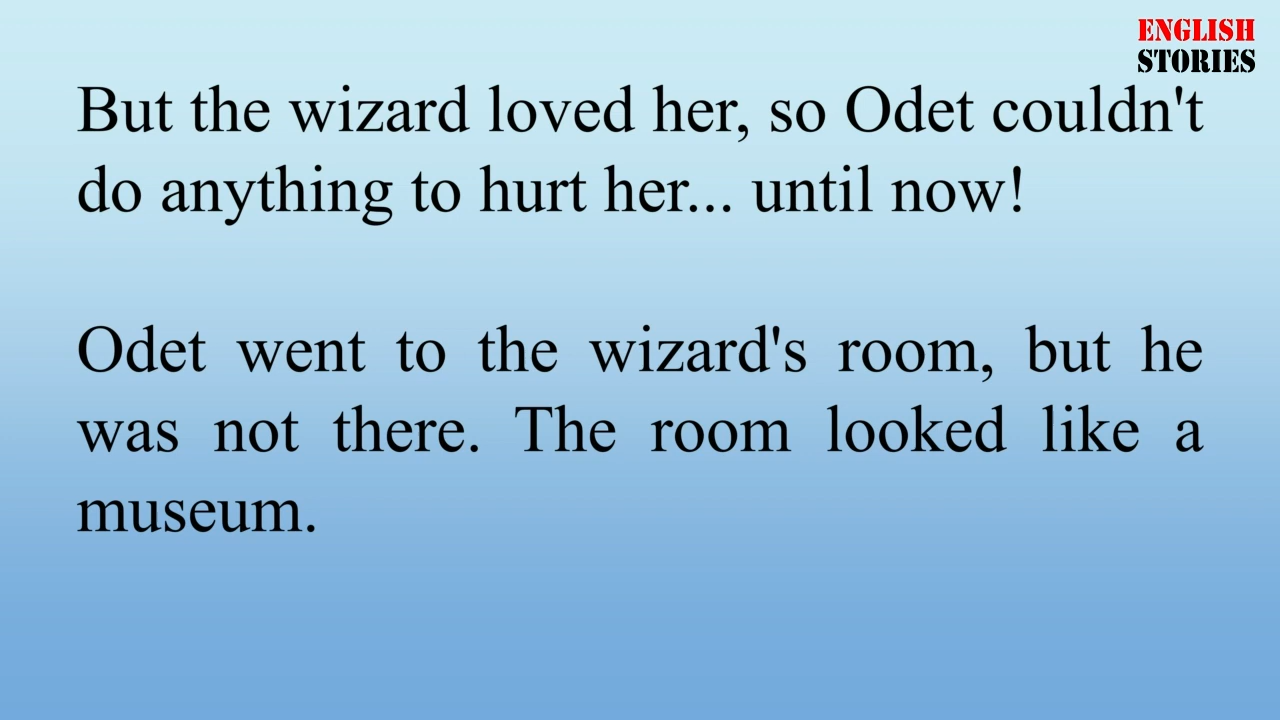 ENGLISH
STORIES
But the wizard loved her, so Odet couldn't
do anything to hurt her... until now!
Odet went to the wizard's room, but he
was not there. The room looked like a
museum.